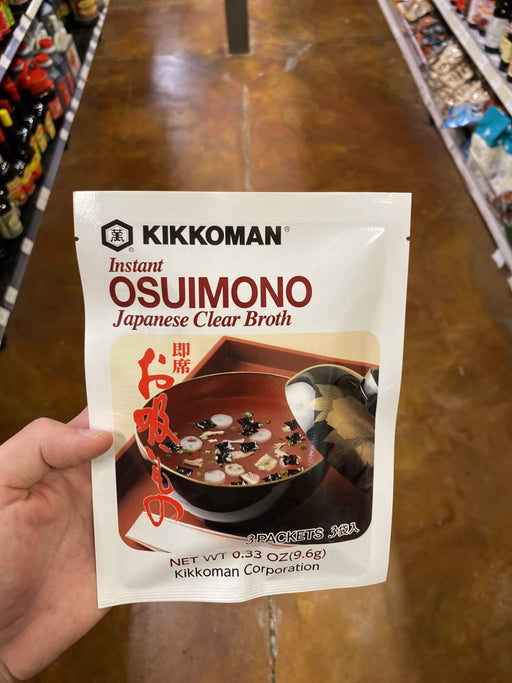 萬 KIKKOMAN®
®
Instant
OSUIMONO
Japanese Clear Broth
即席
お吸いもの
3 PACKETS 3袋入
NET WT 0.33 OZ(9.6g)
Kikkoman Corporation